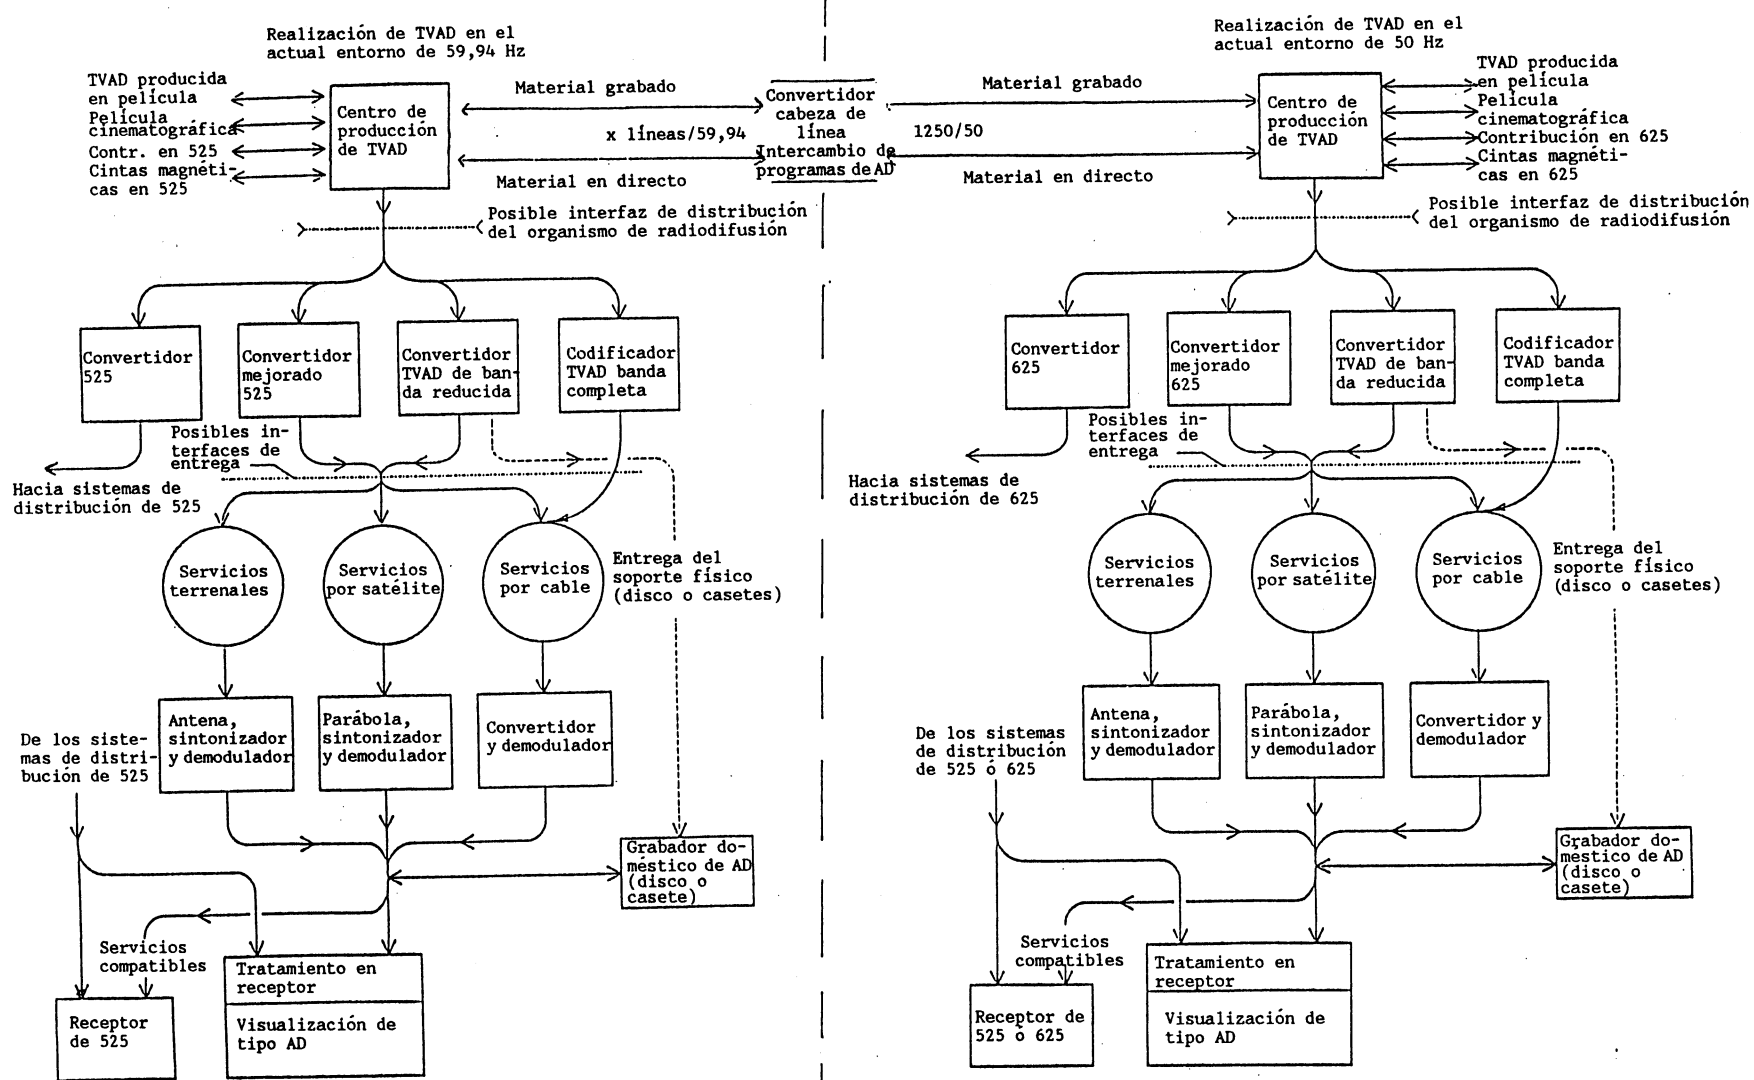 Realización de TVAD en el
actual entorno de 59,94 Hz
TVAD producida
en película
Película
cinematográfica
Contr. en 525
Cintas magnéti-
cas en 525
Centro de
producción
de TVAD
Material grabado
x líneas/59,94
Material en directo
Convertidor
cabeza de
línea
Intercambio de
programas de AD
Posible interfaz de distribución
del organismo de radiodifusión
Convertidor
525
Convertidor
mejorado
525
Convertidor
TVAD de ban-
da reducida
Codificador
TVAD banda
completa
Posibles in-
terfaces de
entrega
Hacia sistemas de
distribución de 525
Servicios
terrenales
Servicios
por satélite
Servicios
por cable
Entrega del
soporte físico
(disco o casetes)
De los siste-
mas de distri-
bución de 525
Antena,
sintonizador
y demodulador
Parábola,
sintonizador
y demodulador
Convertidor
y demodulador
Grabador do-
méstico de AD
(disco o
casete)
Servicios
compatibles
Tratamiento en
receptor
Visualización de
tipo AD
Receptor
de 525
Realización de TVAD en el
actual entorno de 50 Hz
Material grabado
1250/50
Material en directo
Centro de
producción
de TVAD
TVAD producida
en película
Película
cinematográfica
Contribución en 625
Cintas magnéti-
cas en 625
Posible interfaz de distribución
del organismo de radiodifusión
Convertidor
625
Convertidor
mejorado
625
Convertidor
TVAD de ban-
da reducida
Codificador
TVAD banda
completa
Posibles in-
terfaces de
entrega
Hacia sistemas de
distribución de 625
Servicios
terrenales
Servicios
por satélite
Servicios
por cable
Entrega del
soporte físico
(disco o casetes)
De los sistemas
de distribución
de 525 ó 625
Antena,
sintonizador
y demodulador
Parábola,
sintonizador
y demodulador
Convertidor y
demodulador
Grabador do-
mestico de AD
(disco o
casete)
Servicios
compatibles
Tratamiento en
receptor
Visualización de
tipo AD
Receptor de
525 ó 625